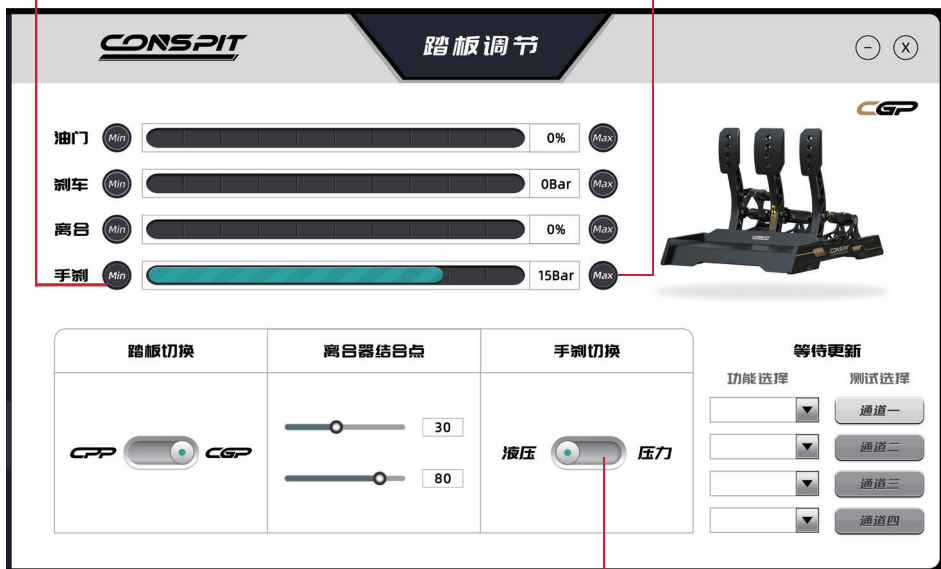 CONSPIT
踏板调节
CGP
油门 Min 0% Max
刹车 Min 0Bar Max
离合 Min 0% Max
手刹 Min 15Bar Max
踏板切换 离合器结合点 手刹切换 等待更新
功能选择 测试选择
通道一
30
CPP CGP
液压 压力
通道二
80
通道三
通道四